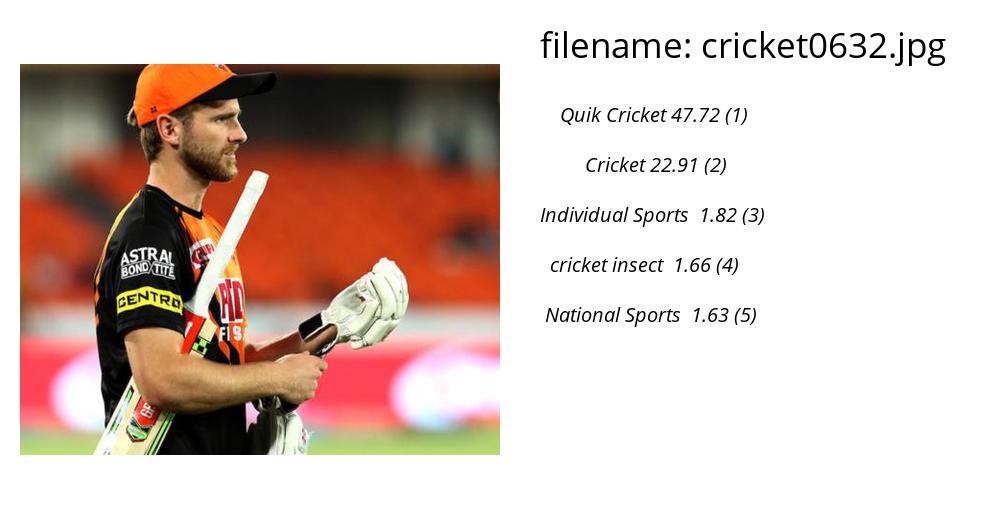 filename: cricket0632.jpg
Quik Cricket 47.72 (1)
Cricket 22.91 (2)
Individual Sports 1.82 (3)
cricket insect 1.66 (4)
National Sports 1.63 (5)
ASTRAL
BOND TITE
CENTRO